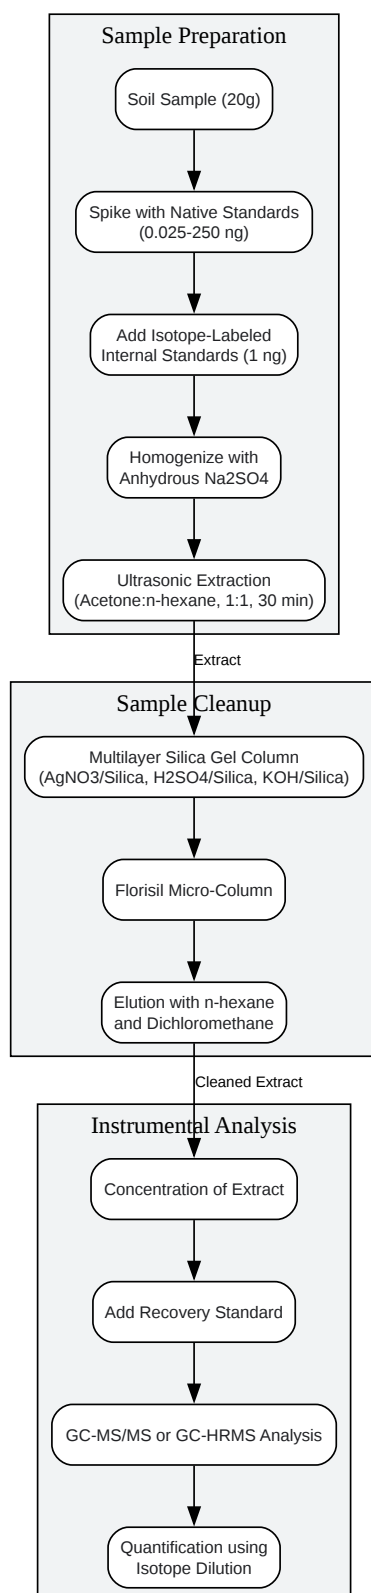 Sample Preparation
Soil Sample (20g)
Spike with Native Standards
(0.025-250 ng)
Add Isotope-Labeled
Internal Standards (1 ng)
Homogenize with
Anhydrous Na2SO4
Ultrasonic Extraction
(Acetone:n-hexane, 1:1, 30 min)
Extract
Sample Cleanup
Multilayer Silica Gel Column
(AgNO3/Silica, H2SO4/Silica, KOH/Silica)
Florisil Micro-Column
Elution with n-hexane
and Dichloromethane
Cleaned Extract
Instrumental Analysis
Concentration of Extract
Add Recovery Standard
GC-MS/MS or GC-HRMS Analysis
Quantification using
Isotope Dilution